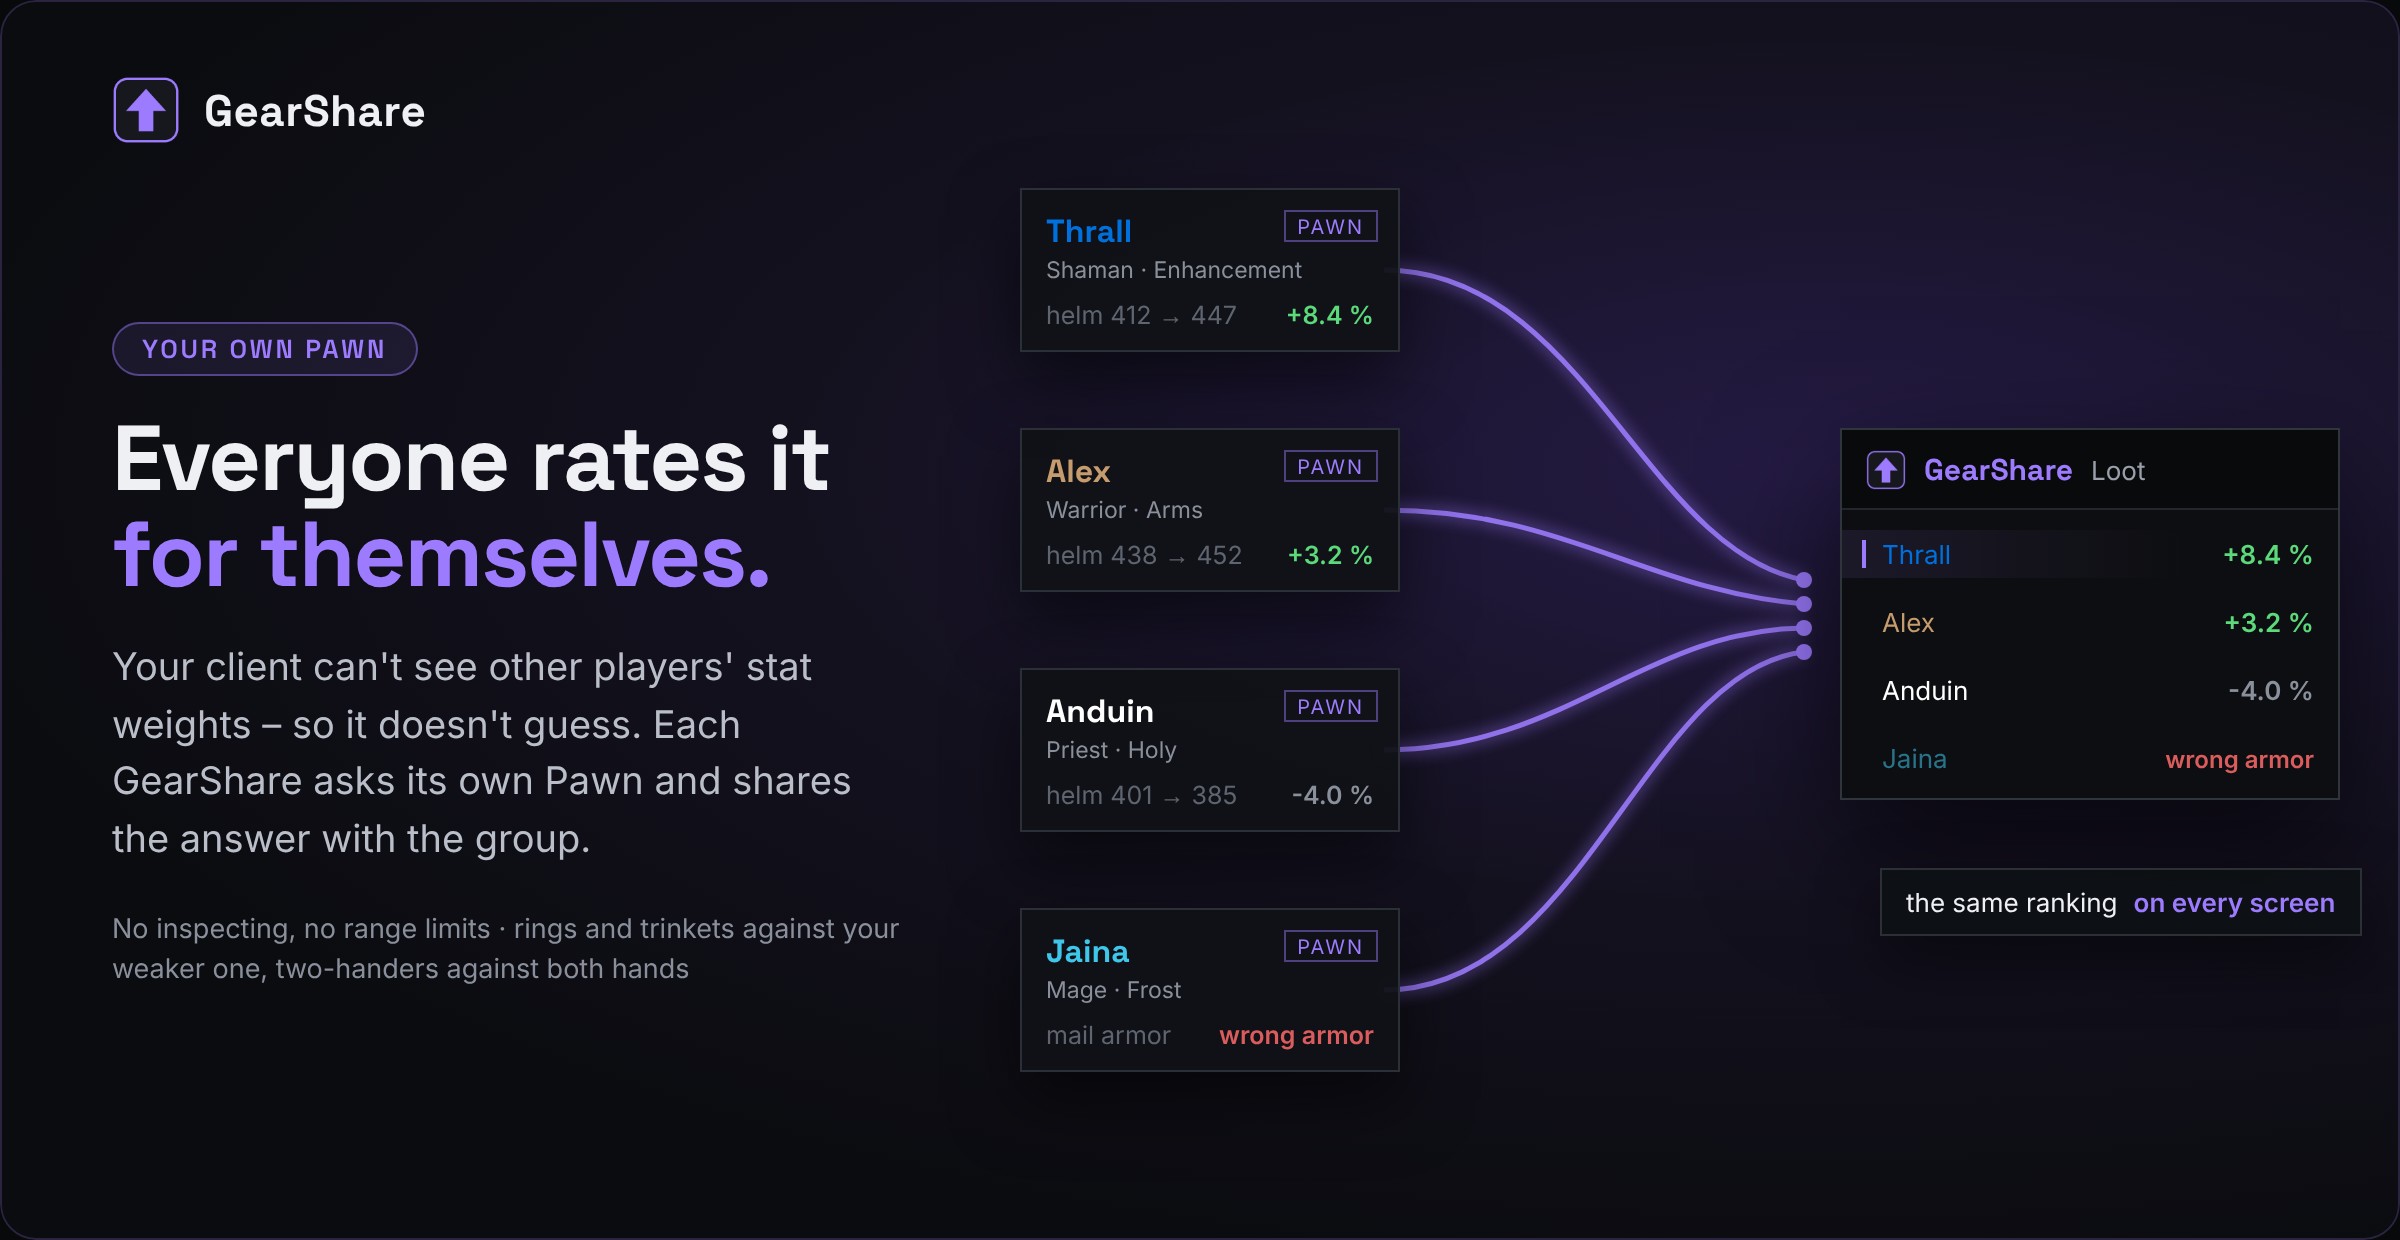 GearShare
YOUR OWN PAWN
Everyone rates it
for themselves.
Your client can't see other players' stat
weights – so it doesn't guess. Each
GearShare asks its own Pawn and shares
the answer with the group.
No inspecting, no range limits · rings and trinkets against your
weaker one, two-handers against both hands
Thrall PAWN
Shaman · Enhancement
helm 412 → 447 +8.4 %
Alex PAWN
Warrior · Arms
helm 438 → 452 +3.2 %
Anduin PAWN
Priest · Holy
helm 401 → 385 -4.0 %
Jaina PAWN
Mage · Frost
mail armor wrong armor
GearShare Loot
Thrall +8.4 %
Alex +3.2 %
Anduin -4.0 %
Jaina wrong armor
the same ranking on every screen